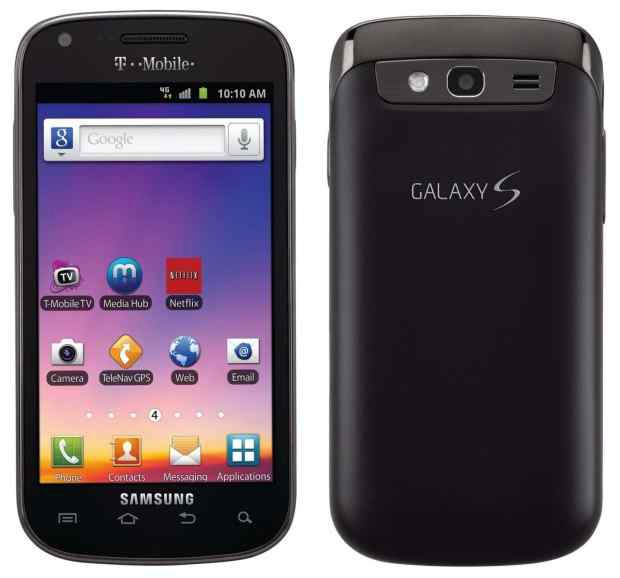 T··Mobile·
4G 10:10 AM
g Google
TV
T-Mobile TV Media Hub Netflix
NETFLIX
Camera TeleNav GPS Web Email
4
Phone Contacts Messaging Applications
SAMSUNG
GALAXY S